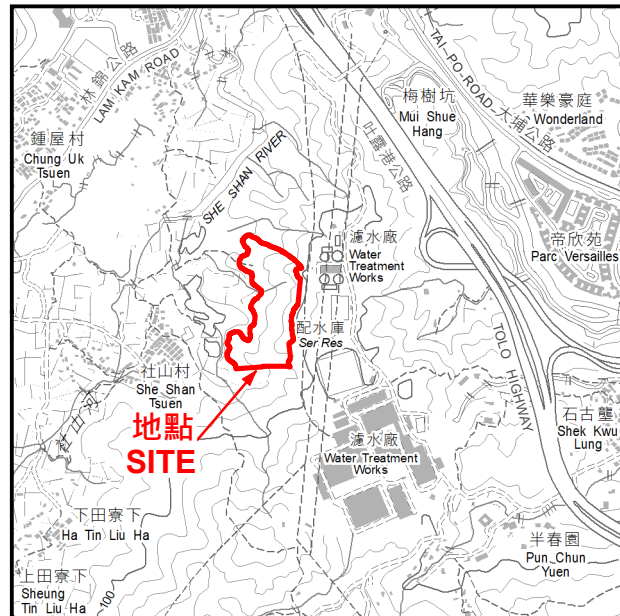 林錦公路
LAM KAM ROAD
TAI PO ROAD 大埔公路
梅樹坑
Mui Shue
Hang
華樂豪庭
Wonderland
鍾屋村
Chung Uk
Tsuen
SHE SHAN RIVER
吐露港公路
濾水廠
Water
Treatment
Works
帝欣苑
Parc Versailles
配水庫
Ser Res
TOLO HIGHWAY
社山村
She Shan
Tsuen
社山河
地點
SITE
濾水廠
Water Treatment
Works
石古壟
Shek Kwu
Lung
下田寮下
Ha Tin Liu Ha
半春園
Pun Chun
Yuen
上田寮下
Sheung
Tin Liu Ha
100